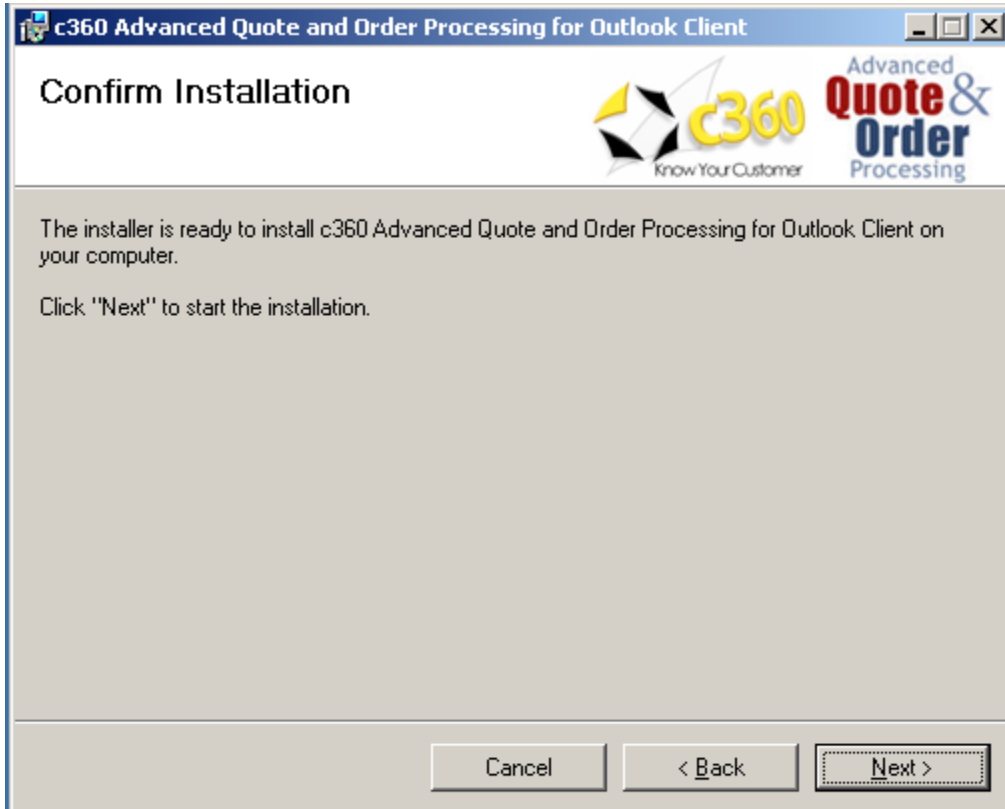 c360 Advanced Quote and Order Processing for Outlook Client
Confirm Installation
c360
Know Your Customer
Advanced
Quote &
Order
Processing
The installer is ready to install c360 Advanced Quote and Order Processing for Outlook Client on
your computer.
Click "Next" to start the installation.
Cancel
< Back
Next >